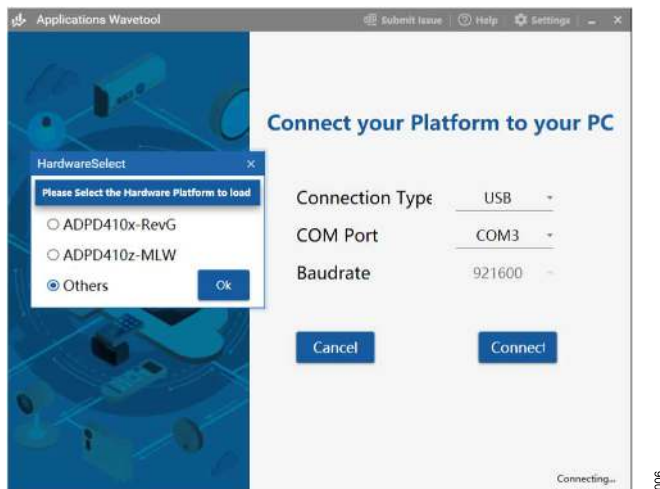 Applications Wavetool
Submit Issue
Help
Settings
Connect your Platform to your PC
HardwareSelect
Please Select the Hardware Platform to load
ADPD410x-RevG
ADPD410z-MLW
Others
Ok
Connection Type
USB
COM Port
COM3
Baudrate
921600
Cancel
Connect
Connecting...
006